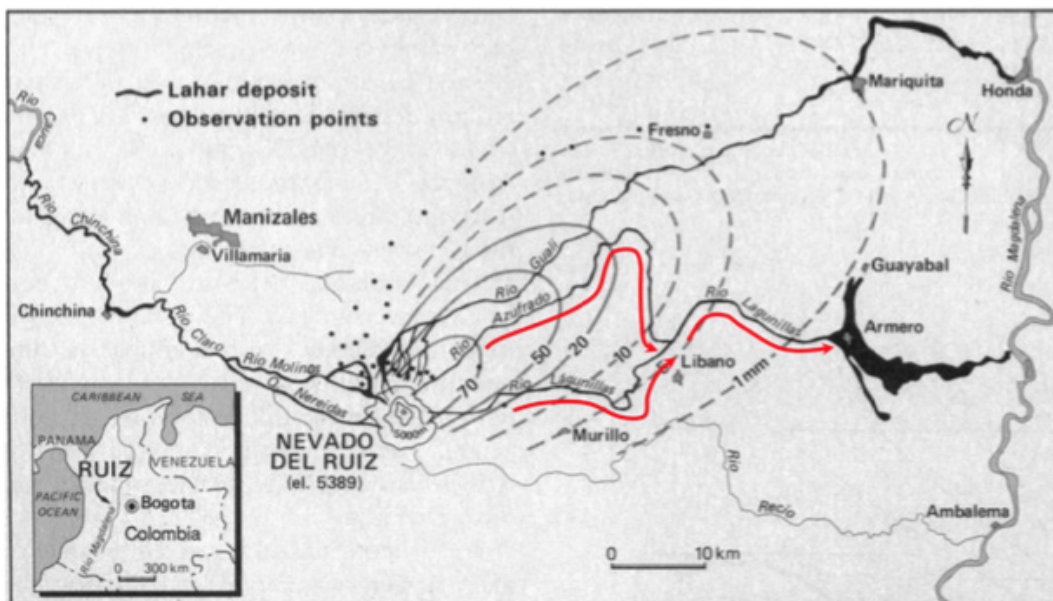 Lahar deposit
Observation points
Rio
Cauca
Rio
Chinchina
Manizales
Villamaria
Chinchina
Rio
Claro
Rio Molinos
Q. Nereidas
NEVADO
DEL RUIZ
(el. 5389)
5000
Mariquita
Honda
Fresno
N
Rio
Guali
Rio
Azufrado
70
50
20
10
1mm
Rio
Lagunillas
Rio
Lagunillas
Libano
Murillo
Guayabal
Armero
Rio Magdalena
Rio
Recio
Ambalema
0 10 km
CARIBBEAN SEA
PANAMA
VENEZUELA
RUIZ
PACIFIC
OCEAN
Bogota
Colombia
Rio Magdalena
0 300 km